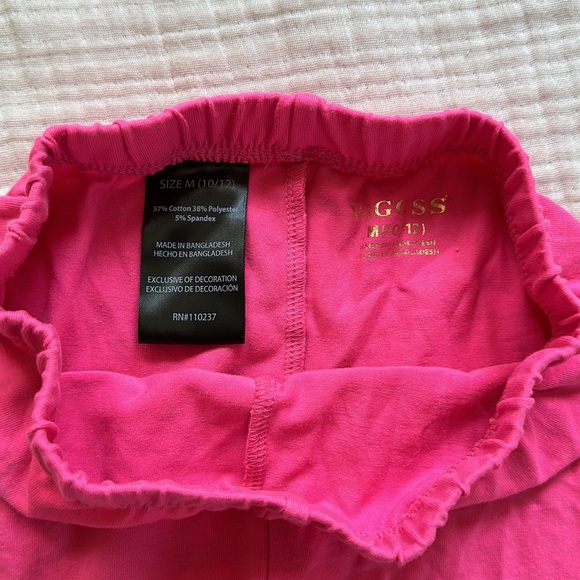 SIZE M (10/12)
57% Cotton 38% Polyester
5% Spandex
MADE IN BANGLADESH
HECHO EN BANGLADESH
EXCLUSIVE OF DECORATION
EXCLUSIVO DE DECORACIÓN
RN#110237